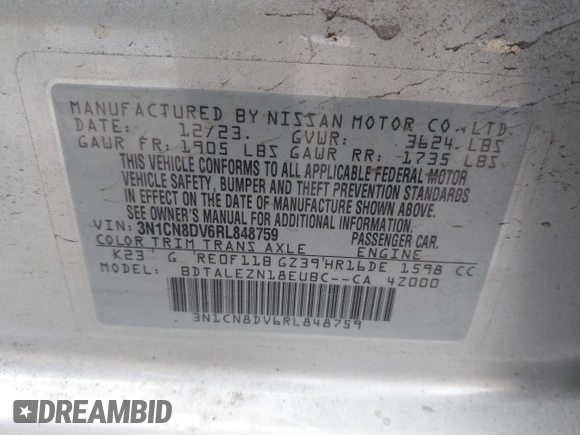 MANUFACTURED BY NISSAN MOTOR CO., LTD.
DATE: 12/23. GVWR: 3624 LBS
GAWR FR: 1905 LBS GAWR RR: 1735 LBS
THIS VEHICLE CONFORMS TO ALL APPLICABLE FEDERAL MOTOR
VEHICLE SAFETY, BUMPER AND THEFT PREVENTION STANDARDS
IN EFFECT ON THE DATE OF MANUFACTURE SHOWN ABOVE.
SEE OWNER'S MANUAL FOR ADDITIONAL INFORMATION
VIN: 3N1CN8DV6RL848759 PASSENGER CAR.
COLOR TRIM TRANS AXLE ENGINE
K23 G RE0F11B GZ39 HR16DE 1598 CC
MODEL: BDTALEZN18EUBC--CA 4Z000
3N1CN8DV6RL848759
DREAMBID